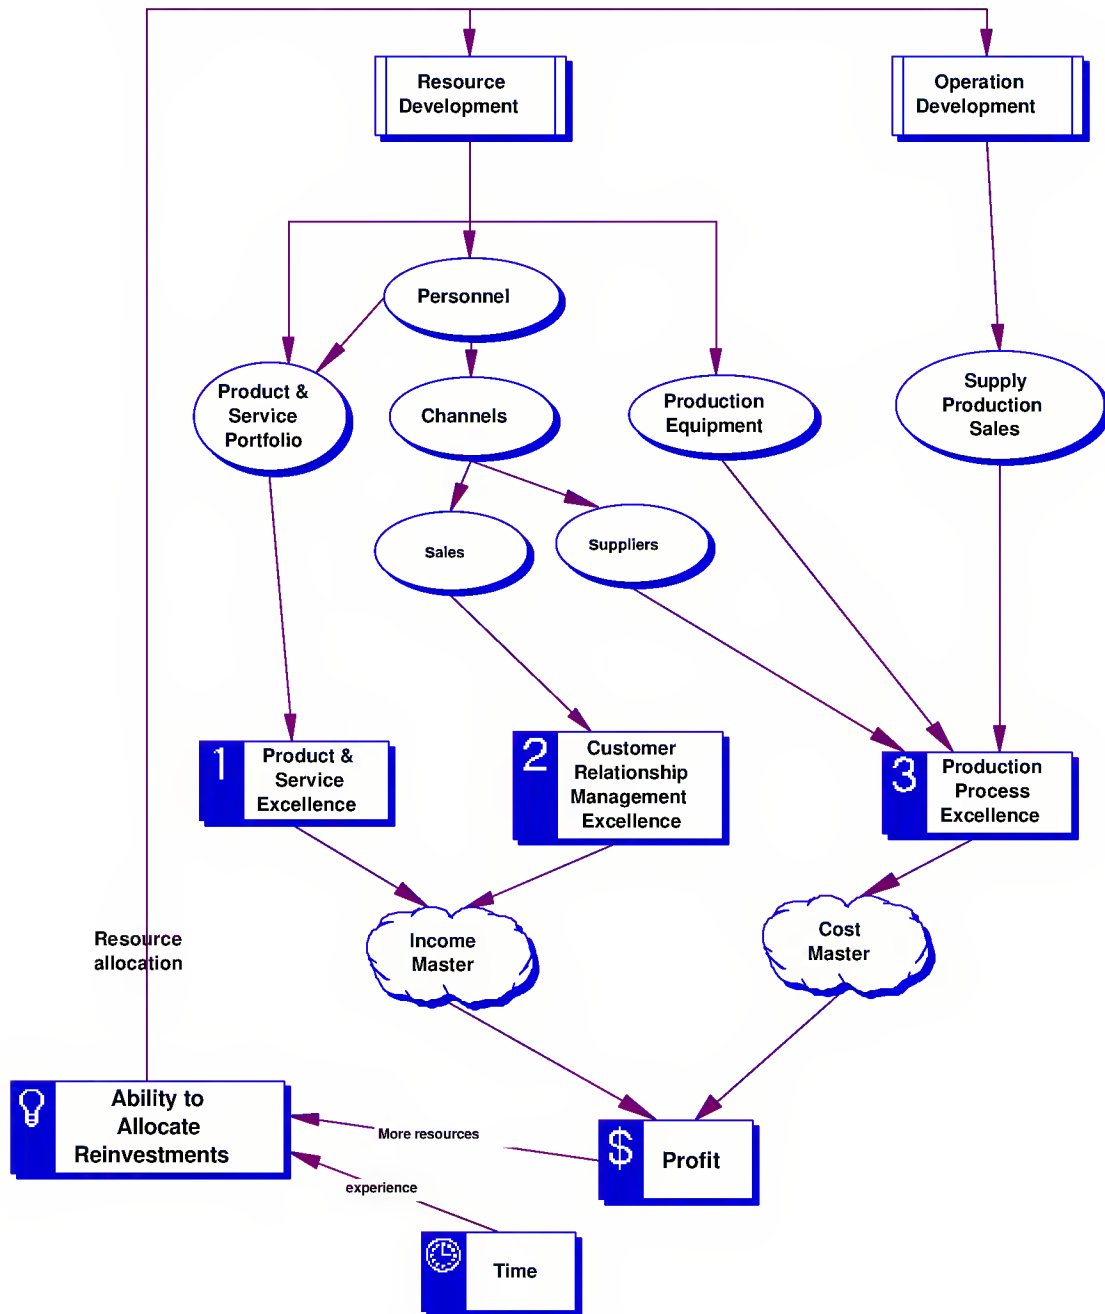 Resource
Development
Operation
Development
Personnel
Product &
Service
Portfolio
Channels
Production
Equipment
Supply
Production
Sales
Sales
Suppliers
1
Product &
Service
Excellence
2
Customer
Relationship
Management
Excellence
3
Production
Process
Excellence
Resource
allocation
Income
Master
Cost
Master
Ability to
Allocate
Reinvestments
More resources
$
Profit
experience
Time